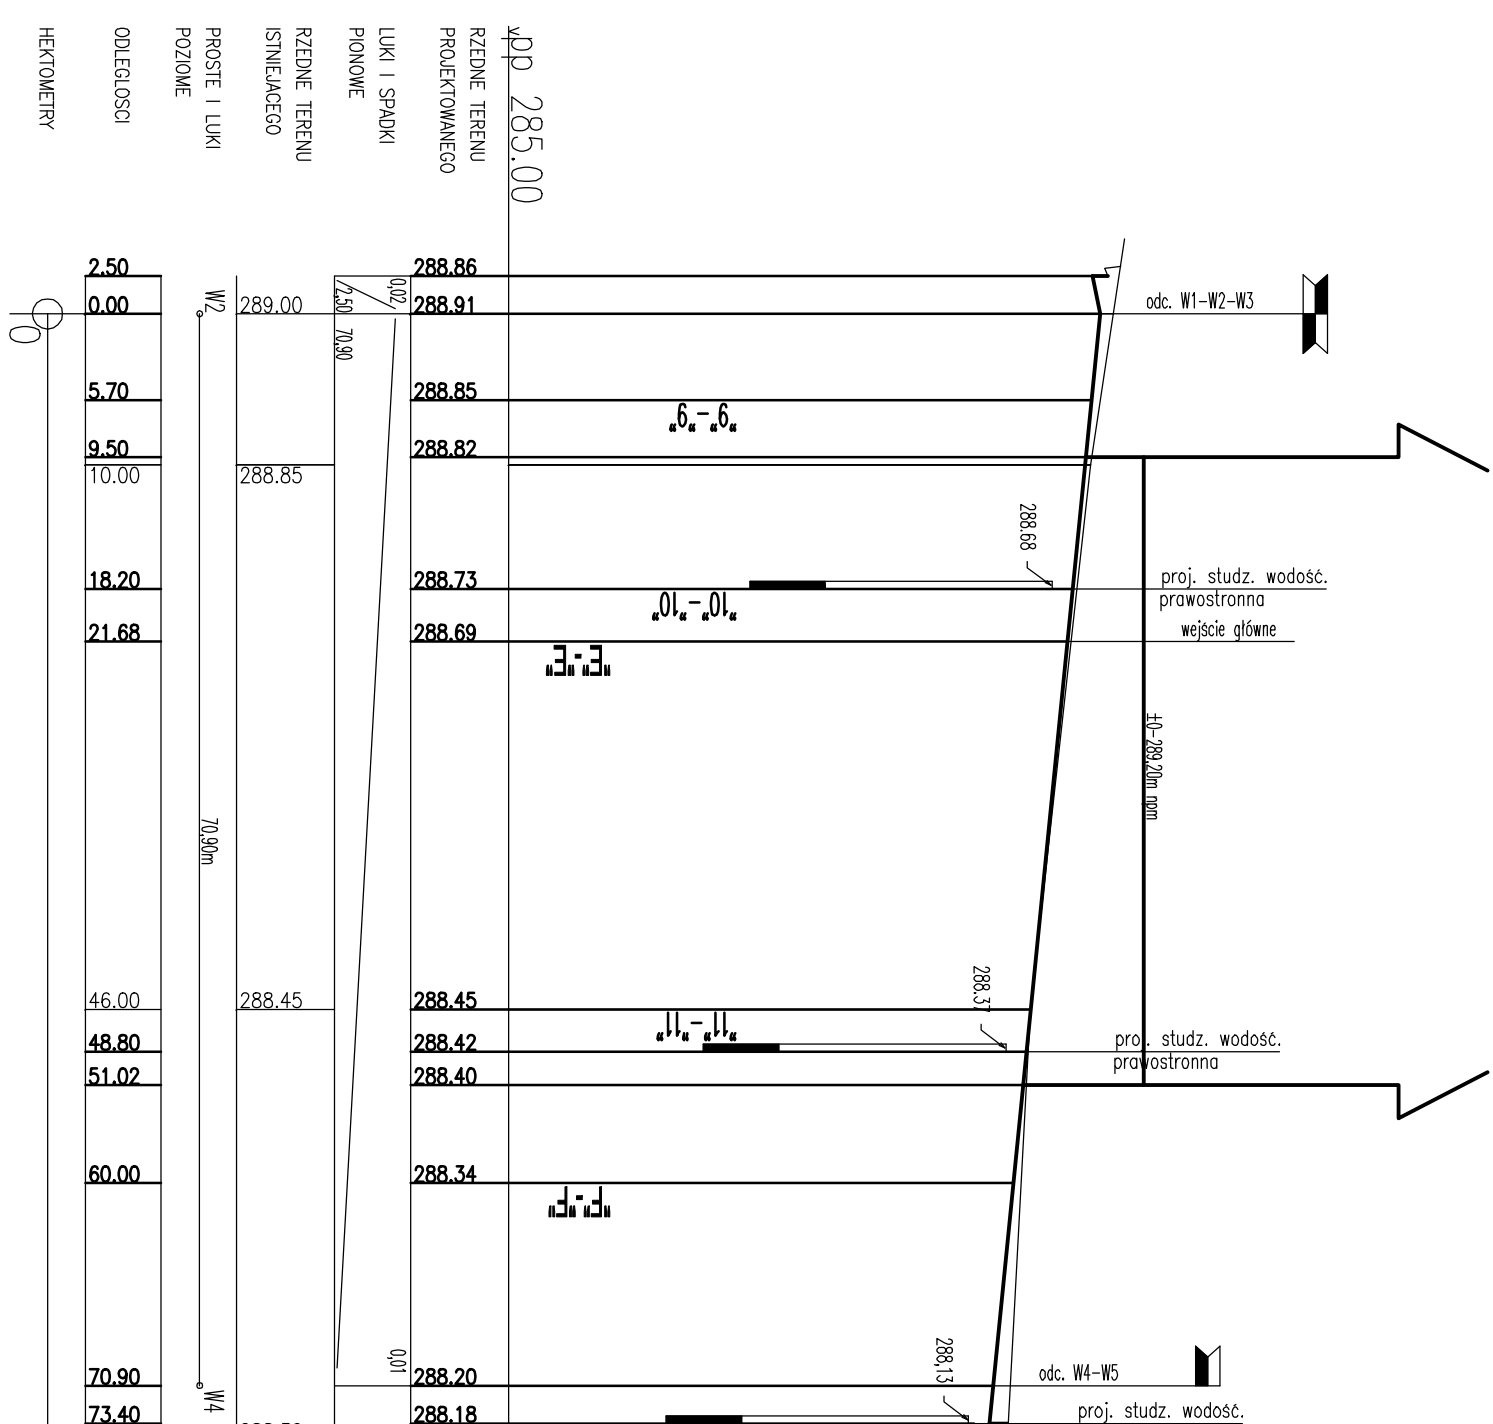 HEKTOMETRY
ODLEGLOSCI
PROSTE I LUKI
POZIOME
RZEDNE TERENU
ISTNIEJACEGO
LUKI I SPADKI
PIONOWE
RZEDNE TERENU
PROJEKTOWANEGO
pp 285.00
2.50
288.86
0,02
2,50
W2
0.00
289.00
288.91
odc. W1-W2-W3
0
70,90
5.70
288.85
"9"-"9"
9.50
288.82
10.00
288.85
288.68
18.20
288.73
proj. studz. wodość.
prawostronna
"10"-"10"
21.68
288.69
wejście główne
"E"-"E"
±0-289,20m npm
70,90m
46.00
288.45
288.45
288.37
"11"-"11"
48.80
288.42
proj. studz. wodość.
prawostronna
51.02
288.40
60.00
288.34
"F"-"F"
0,01
288,13
70.90
288.20
odc. W4-W5
W4
73.40
288.18
proj. studz. wodość.